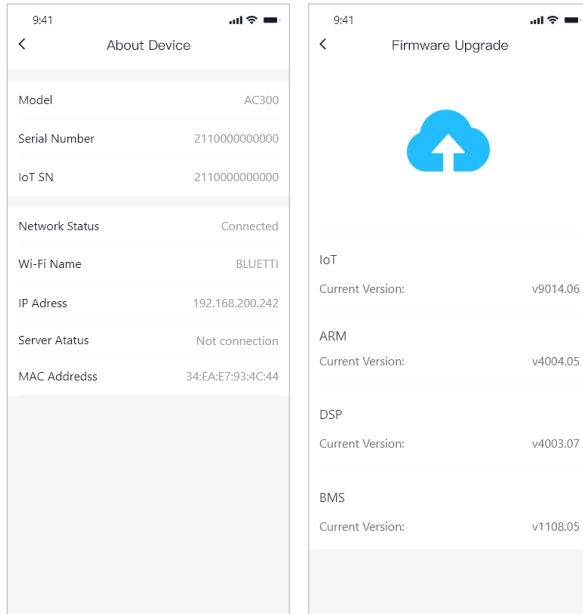 9:41
About Device
Model AC300
Serial Number 2110000000000
IoT SN 2110000000000
Network Status Connected
Wi-Fi Name BLUETTI
IP Adress 192.168.200.242
Server Atatus Not connection
MAC Addredss 34:EA:E7:93:4C:44
9:41
Firmware Upgrade
IoT
Current Version: v9014.06
ARM
Current Version: v4004.05
DSP
Current Version: v4003.07
BMS
Current Version: v1108.05